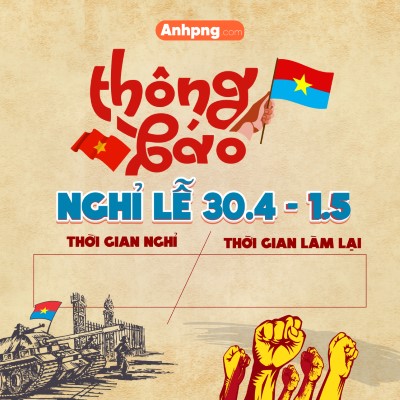 Anhpng.com
thông
báo
NGHỈ LỄ 30.4 - 1.5
THỜI GIAN NGHỈ
THỜI GIAN LÀM LẠI